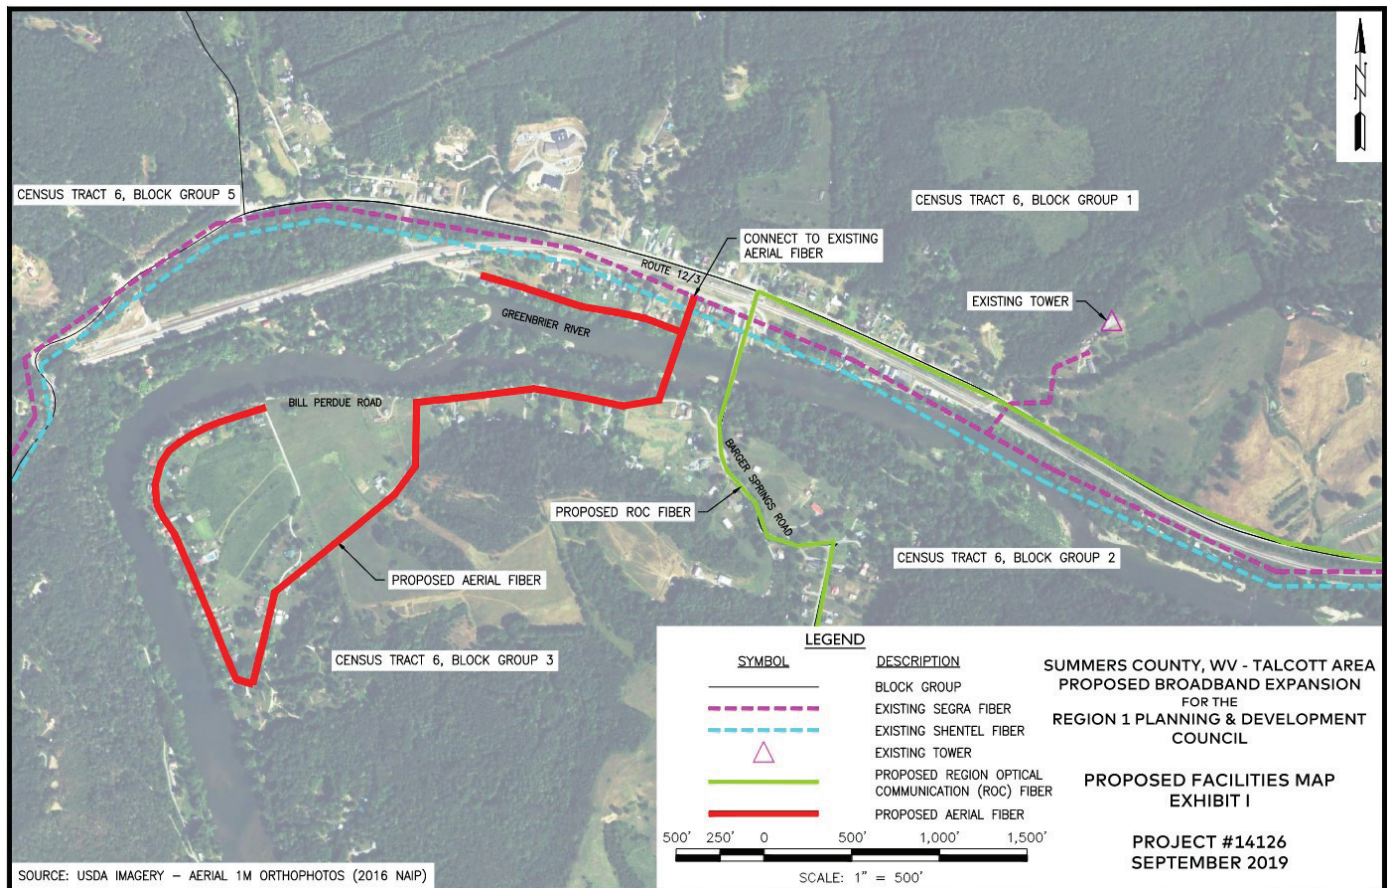 CENSUS TRACT 6, BLOCK GROUP 5
CENSUS TRACT 6, BLOCK GROUP 1
N
CONNECT TO EXISTING
AERIAL FIBER
ROUTE 12/3
EXISTING TOWER
GREENBRIER RIVER
BILL PERDUE ROAD
BARGER SPRINGS ROAD
PROPOSED ROC FIBER
CENSUS TRACT 6, BLOCK GROUP 2
PROPOSED AERIAL FIBER
CENSUS TRACT 6, BLOCK GROUP 3
LEGEND
SYMBOL DESCRIPTION
BLOCK GROUP
EXISTING SEGRA FIBER
EXISTING SHENTEL FIBER
EXISTING TOWER
PROPOSED REGION OPTICAL
COMMUNICATION (ROC) FIBER
PROPOSED AERIAL FIBER
500' 250' 0 500' 1,000' 1,500'
SCALE: 1" = 500'
SUMMERS COUNTY, WV - TALCOTT AREA
PROPOSED BROADBAND EXPANSION
FOR THE
REGION 1 PLANNING & DEVELOPMENT
COUNCIL
PROPOSED FACILITIES MAP
EXHIBIT I
PROJECT #14126
SEPTEMBER 2019
SOURCE: USDA IMAGERY – AERIAL 1M ORTHOPHOTOS (2016 NAIP)